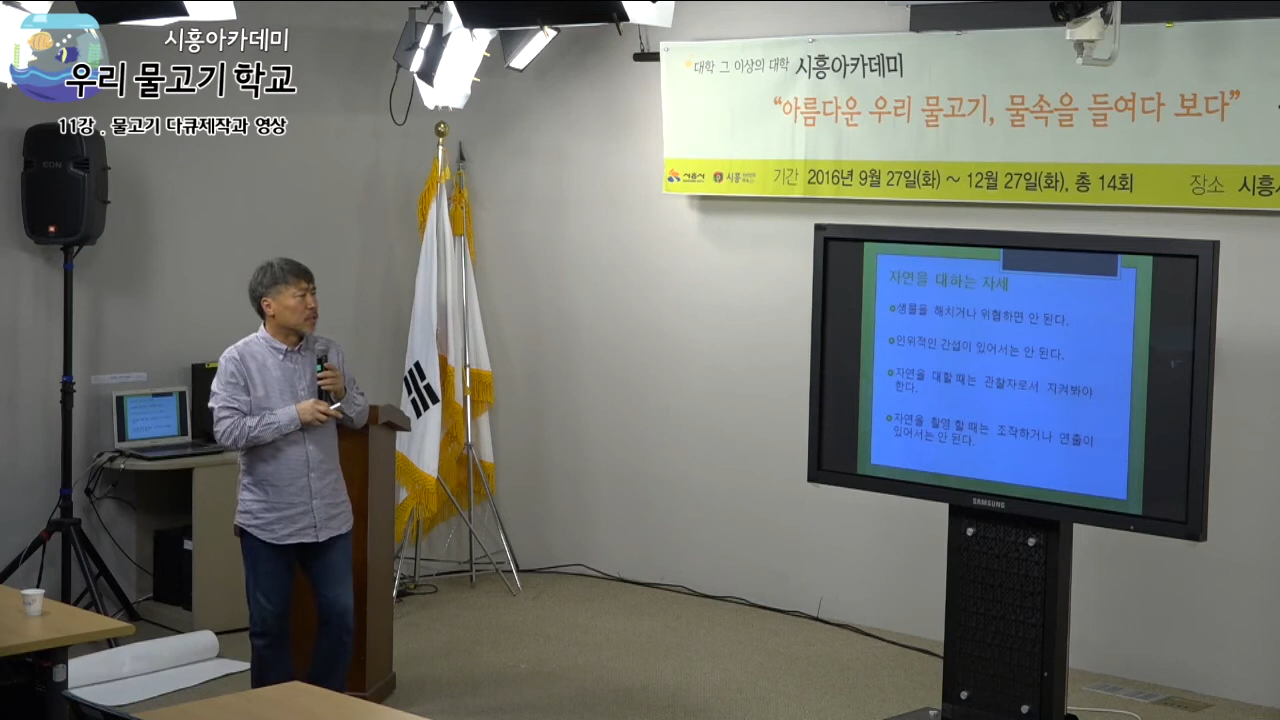 시흥아카데미
우리 물고기 학교
11강 . 물고기 다큐제작과 영상
대학 그 이상의 대학 시흥아카데미
“아름다운 우리 물고기, 물속을 들여다 보다”
시흥시 시흥 기간 2016년 9월 27일(화) ~ 12월 27일(화), 총 14회 장소 시흥시
자연을 대하는 자세
생물을 해치거나 위협하면 안 된다.
인위적인 간섭이 있어서는 안 된다.
자연을 대할 때는 관찰자로서 지켜봐야
한다.
자연을 촬영 할 때는 조작하거나 연출이
있어서는 안 된다.
SAMSUNG
EON
JBL